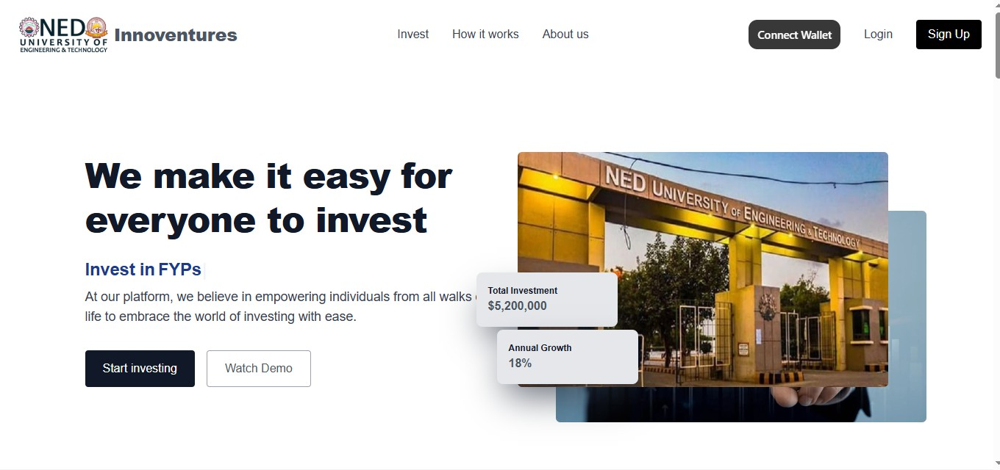 NED
UNIVERSITY OF
ENGINEERING & TECHNOLOGY
Innoventures
Invest
How it works
About us
Connect Wallet
Login
Sign Up
We make it easy for
everyone to invest
Invest in FYPs
At our platform, we believe in empowering individuals from all walks
life to embrace the world of investing with ease.
Start investing
Watch Demo
NED UNIVERSITY OF ENGINEERING & TECHNOLOGY
Total Investment
$5,200,000
Annual Growth
18%